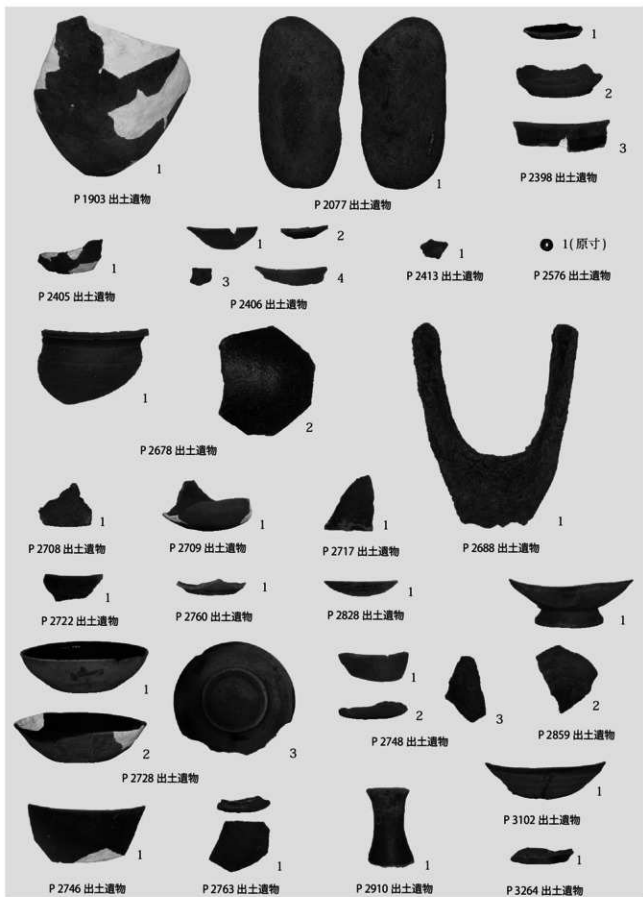 1
P 1903 出土遺物
1
P 2077 出土遺物
1
2
3
P 2398 出土遺物
1
P 2405 出土遺物
1
2
3
4
P 2406 出土遺物
1
P 2413 出土遺物
1(原寸)
P 2576 出土遺物
1
2
P 2678 出土遺物
1
P 2688 出土遺物
1
P 2708 出土遺物
1
P 2709 出土遺物
1
P 2717 出土遺物
1
P 2722 出土遺物
1
P 2760 出土遺物
1
P 2828 出土遺物
1
2
P 2859 出土遺物
1
2
3
P 2728 出土遺物
1
2
3
P 2748 出土遺物
1
P 3102 出土遺物
1
P 2746 出土遺物
1
P 2763 出土遺物
1
P 2910 出土遺物
1
P 3264 出土遺物